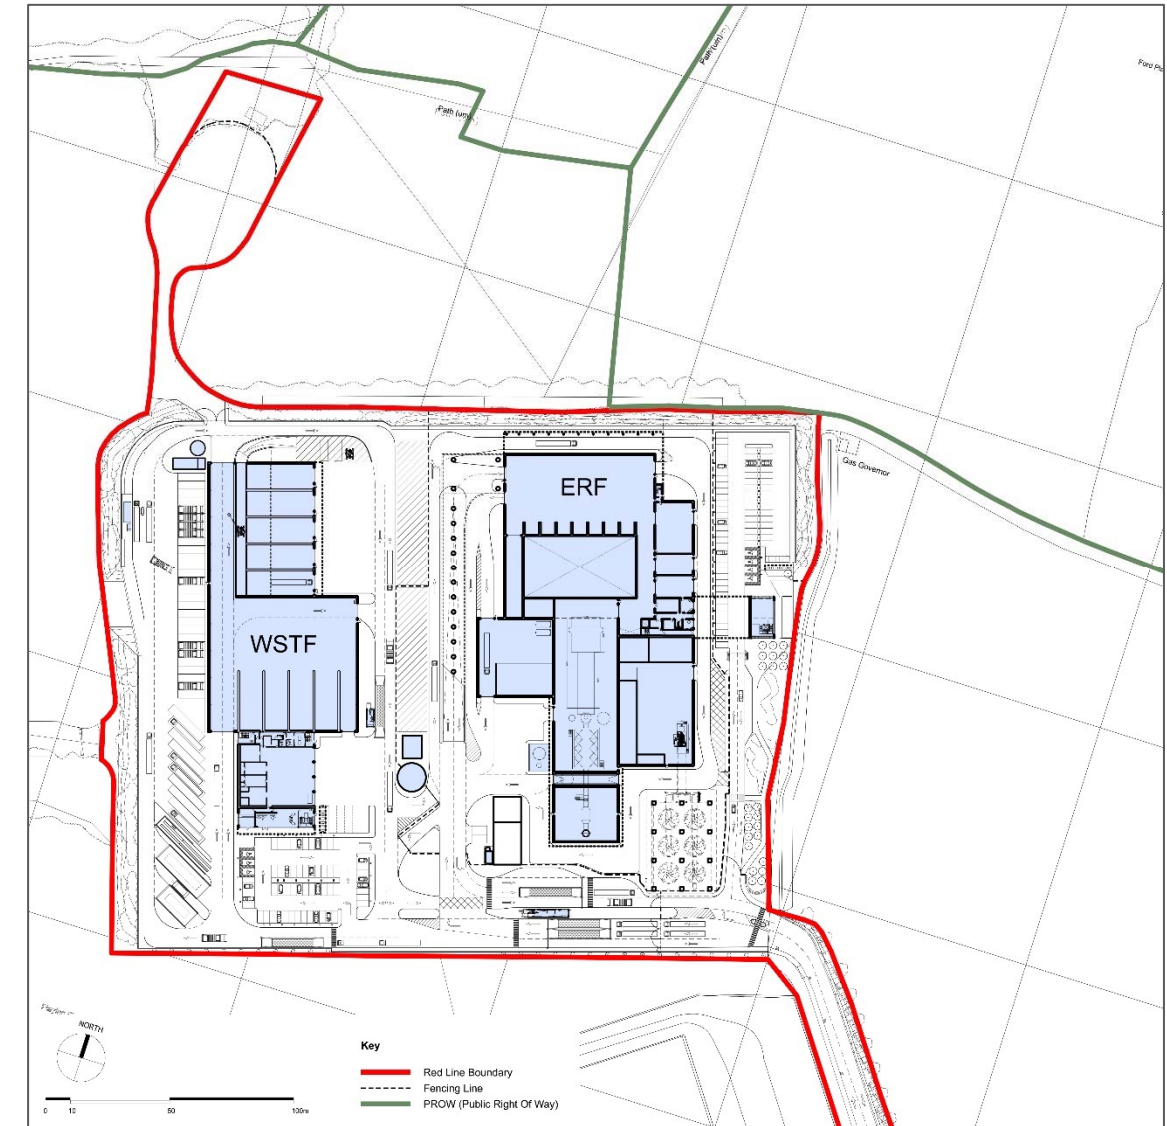 Path (um)
Path (um)
Gas Governor
ERF
WSTF
NORTH
Key
Red Line Boundary
Fencing Line
PROW (Public Right Of Way)
0 10 50 100m